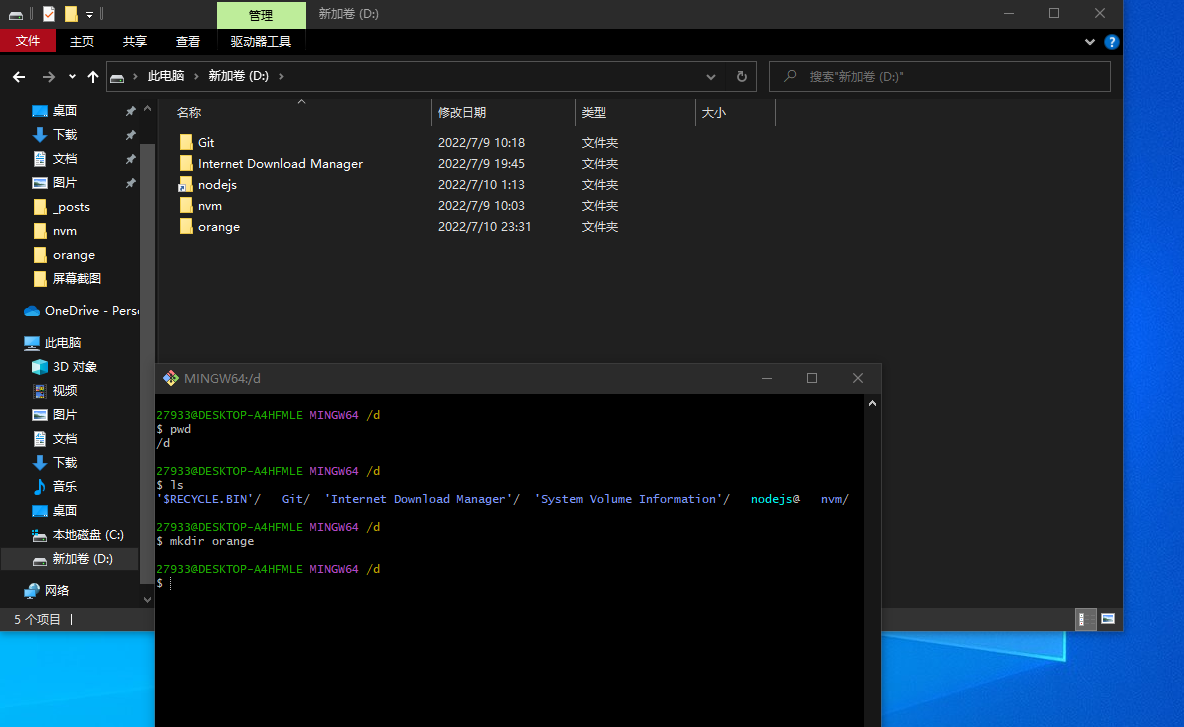 管理 新加卷 (D:)
文件 主页 共享 查看 驱动器工具
此电脑 新加卷 (D:) 搜索"新加卷 (D:)"
桌面
下载
文档
图片
_posts
nvm
orange
屏幕截图
OneDrive - Pers
此电脑
3D 对象
视频
图片
文档
下载
音乐
桌面
本地磁盘 (C:)
新加卷 (D:)
网络
名称 修改日期 类型 大小
Git 2022/7/9 10:18 文件夹
Internet Download Manager 2022/7/9 19:45 文件夹
nodejs 2022/7/10 1:13 文件夹
nvm 2022/7/9 10:03 文件夹
orange 2022/7/10 23:31 文件夹
5 个项目
MINGW64:/d
27933@DESKTOP-A4HFMLE MINGW64 /d
$ pwd
/d
27933@DESKTOP-A4HFMLE MINGW64 /d
$ ls
'$RECYCLE.BIN'/ Git/ 'Internet Download Manager'/ 'System Volume Information'/ nodejs@ nvm/
27933@DESKTOP-A4HFMLE MINGW64 /d
$ mkdir orange
27933@DESKTOP-A4HFMLE MINGW64 /d
$